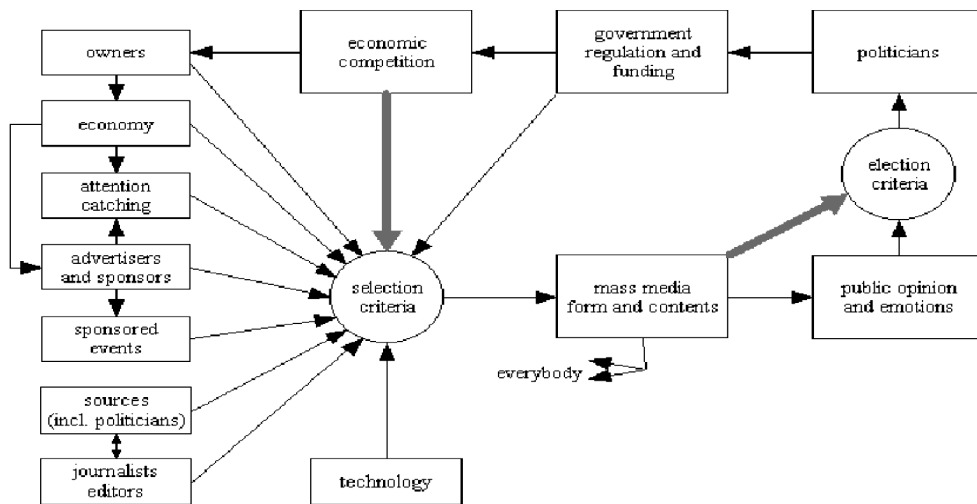 owners
economic
competition
government
regulation and
funding
politicians
economy
attention
catching
election
criteria
advertisers
and sponsors
selection
criteria
mass media
form and contents
public opinion
and emotions
sponsored
events
everybody
sources
(incl. politicians)
journalists
editors
technology